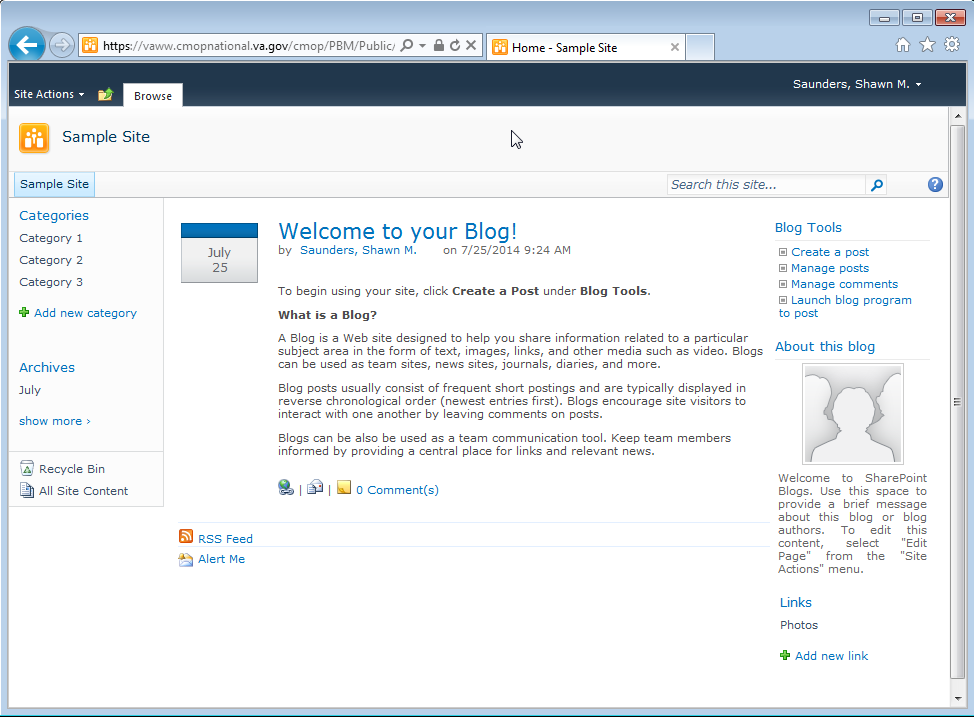 https://vaww.cmopnational.va.gov/cmop/PBM/Public/
Home - Sample Site
Site Actions
Browse
Saunders, Shawn M.
Sample Site
Sample Site
Search this site...
Categories
Category 1
Category 2
Category 3
Add new category
Archives
July
show more ›
Recycle Bin
All Site Content
July
25
Welcome to your Blog!
by Saunders, Shawn M. on 7/25/2014 9:24 AM
To begin using your site, click Create a Post under Blog Tools.
What is a Blog?
A Blog is a Web site designed to help you share information related to a particular
subject area in the form of text, images, links, and other media such as video. Blogs
can be used as team sites, news sites, journals, diaries, and more.
Blog posts usually consist of frequent short postings and are typically displayed in
reverse chronological order (newest entries first). Blogs encourage site visitors to
interact with one another by leaving comments on posts.
Blogs can be also be used as a team communication tool. Keep team members
informed by providing a central place for links and relevant news.
| | 0 Comment(s)
RSS Feed
Alert Me
Blog Tools
Create a post
Manage posts
Manage comments
Launch blog program
to post
About this blog
Welcome to SharePoint
Blogs. Use this space to
provide a brief message
about this blog or blog
authors. To edit this
content, select "Edit
Page" from the "Site
Actions" menu.
Links
Photos
Add new link